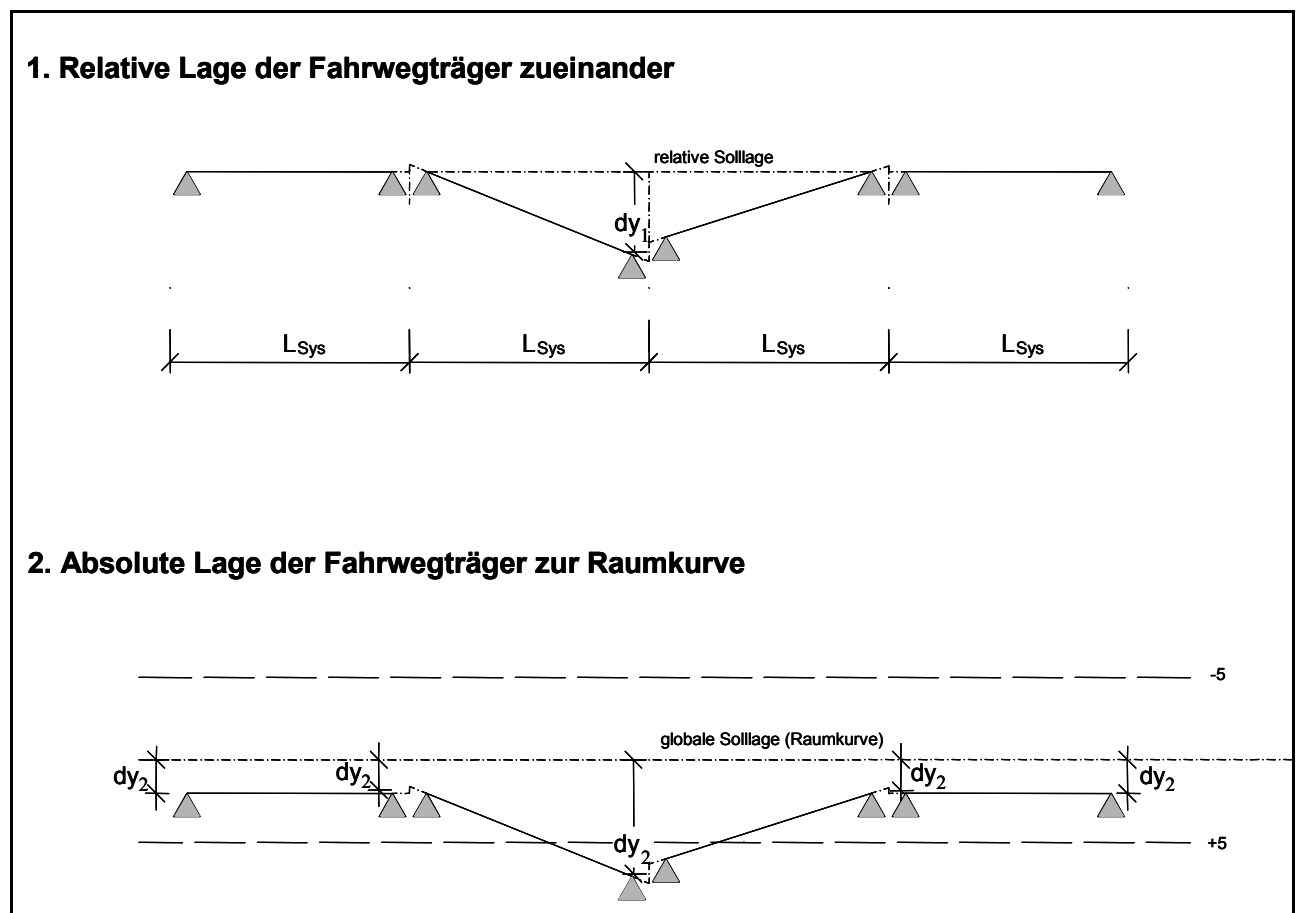 1. Relative Lage der Fahrwegträger zueinander
relative Solllage
dy1
LSys LSys LSys LSys
2. Absolute Lage der Fahrwegträger zur Raumkurve
-5
globale Solllage (Raumkurve)
dy2 dy2 dy2 dy2
+5
dy2